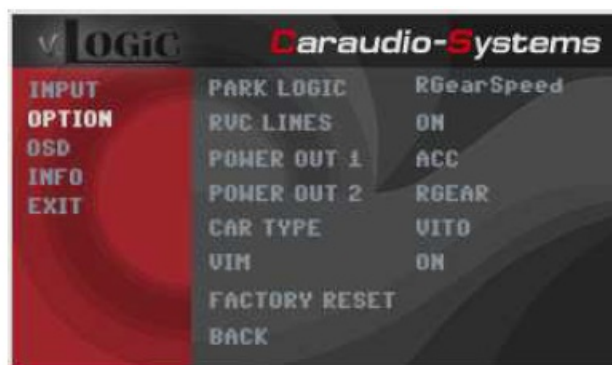 v.LOGiC Caraudio-Systems
INPUT
OPTION
OSD
INFO
EXIT
PARK LOGIC RGearSpeed
RVC LINES ON
POWER OUT 1 ACC
POWER OUT 2 RGEAR
CAR TYPE VITO
VIM ON
FACTORY RESET
BACK